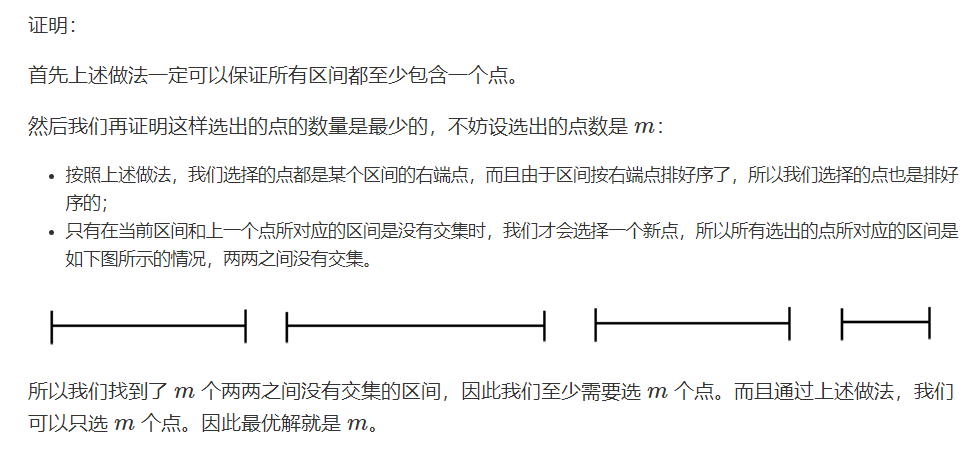 证明：
首先上述做法一定可以保证所有区间都至少包含一个点。
然后我们再证明这样选出的点的数量是最少的，不妨设选出的点数是 m：
• 按照上述做法，我们选择的点都是某个区间的右端点，而且由于区间按右端点排好序了，所以我们选择的点也是排好
序的；
• 只有在当前区间和上一个点所对应的区间是没有交集时，我们才会选择一个新点，所以所有选出的点所对应的区间是
如下图所示的情况，两两之间没有交集。
所以我们找到了 m 个两两之间没有交集的区间，因此我们至少需要选 m 个点。而且通过上述做法，我们
可以只选 m 个点。因此最优解就是 m。